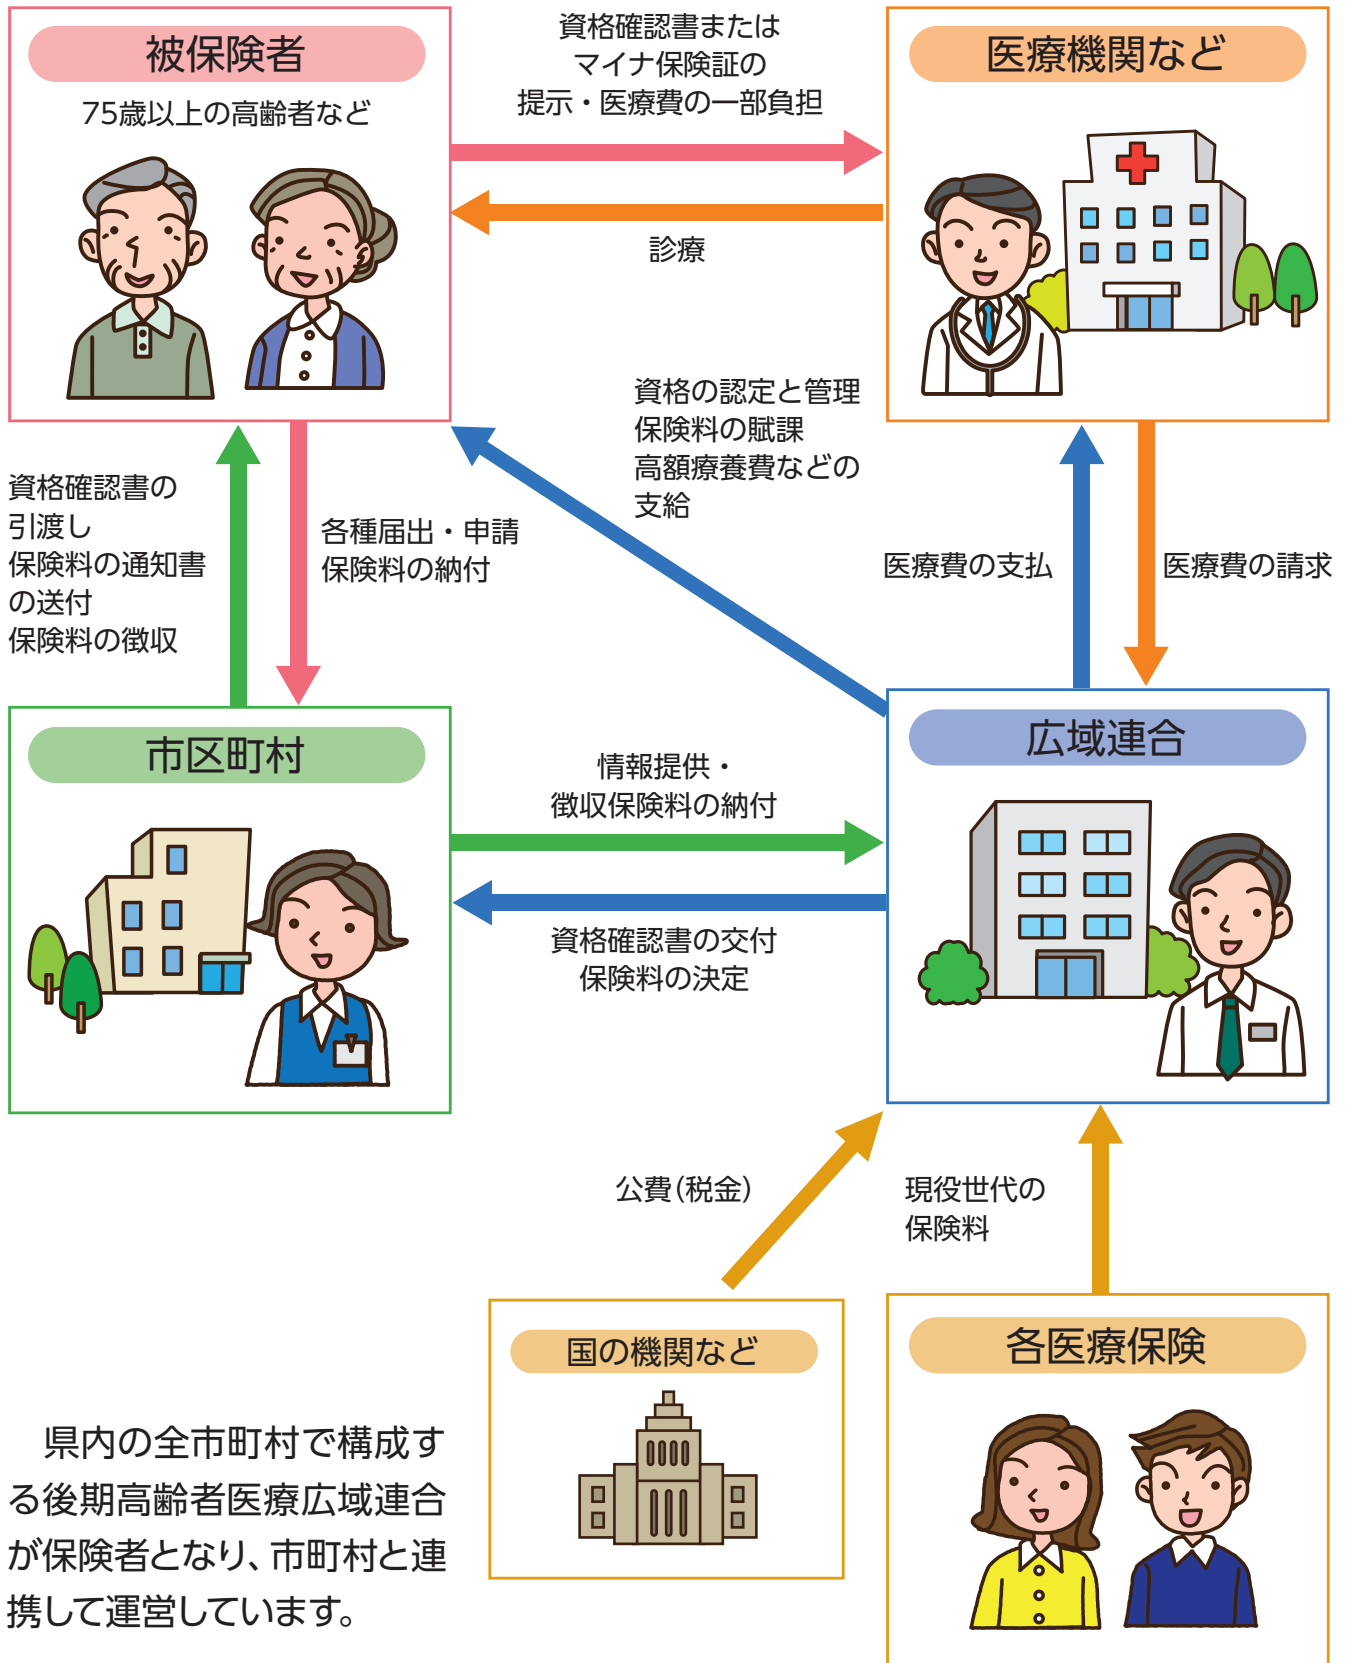 被保険者
75歳以上の高齢者など
資格確認書または
マイナ保険証の
提示・医療費の一部負担
診療
医療機関など
資格の認定と管理
保険料の賦課
高額療養費などの
支給
資格確認書の
引渡し
保険料の通知書
の送付
保険料の徴収
各種届出・申請
保険料の納付
医療費の支払
医療費の請求
市区町村
情報提供・
徴収保険料の納付
資格確認書の交付
保険料の決定
広域連合
公費(税金)
現役世代の
保険料
国の機関など
各医療保険
県内の全市町村で構成す
る後期高齢者医療広域連合
が保険者となり、市町村と連
携して運営しています。